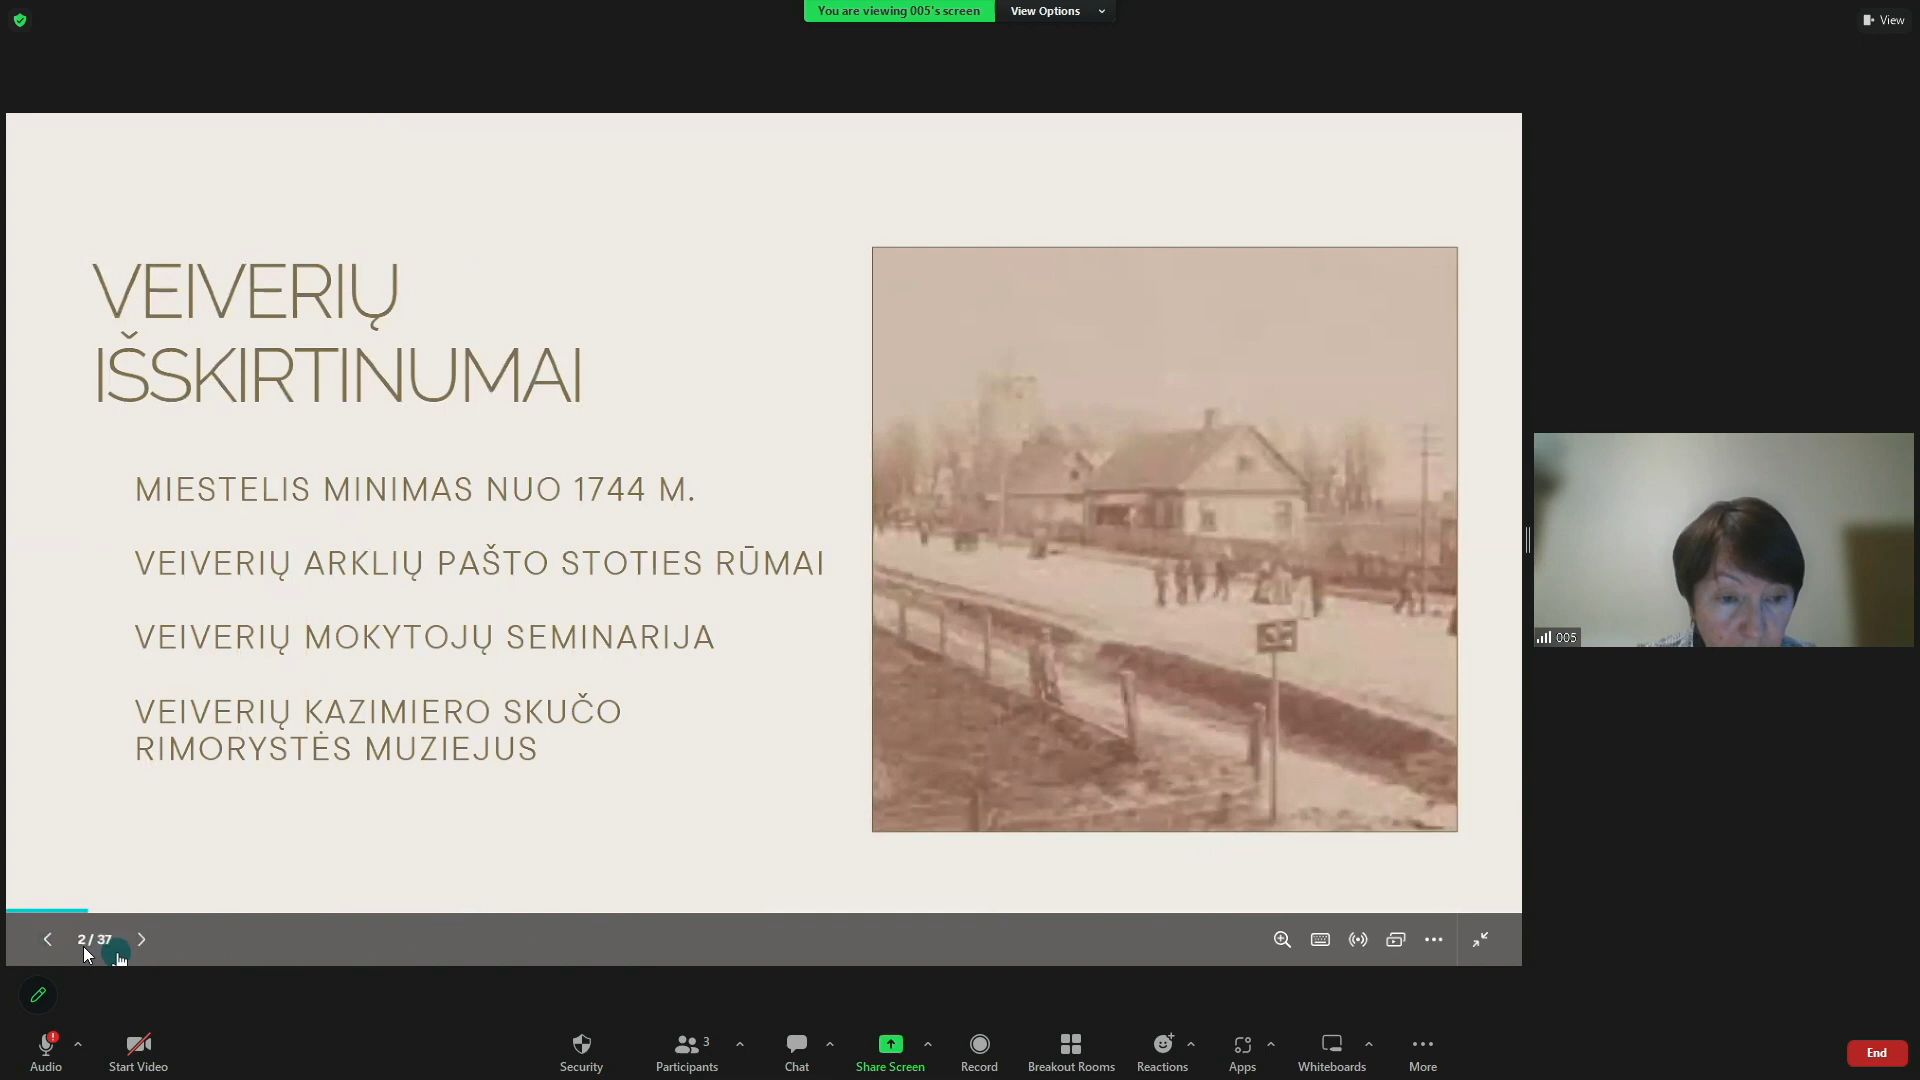 You are viewing 005's screen
View Options
View
VEIVERIŲ
IŠSKIRTINUMAI
MIESTELIS MINIMAS NUO 1744 M.
VEIVERIŲ ARKLIŲ PAŠTO STOTIES RŪMAI
VEIVERIŲ MOKYTOJŲ SEMINARIJA
VEIVERIŲ KAZIMIERO SKUČO
RIMORYSTĖS MUZIEJUS
005
2 / 37
Audio
Start Video
Security
Participants
3
Chat
Share Screen
Record
Breakout Rooms
Reactions
Apps
Whiteboards
More
End